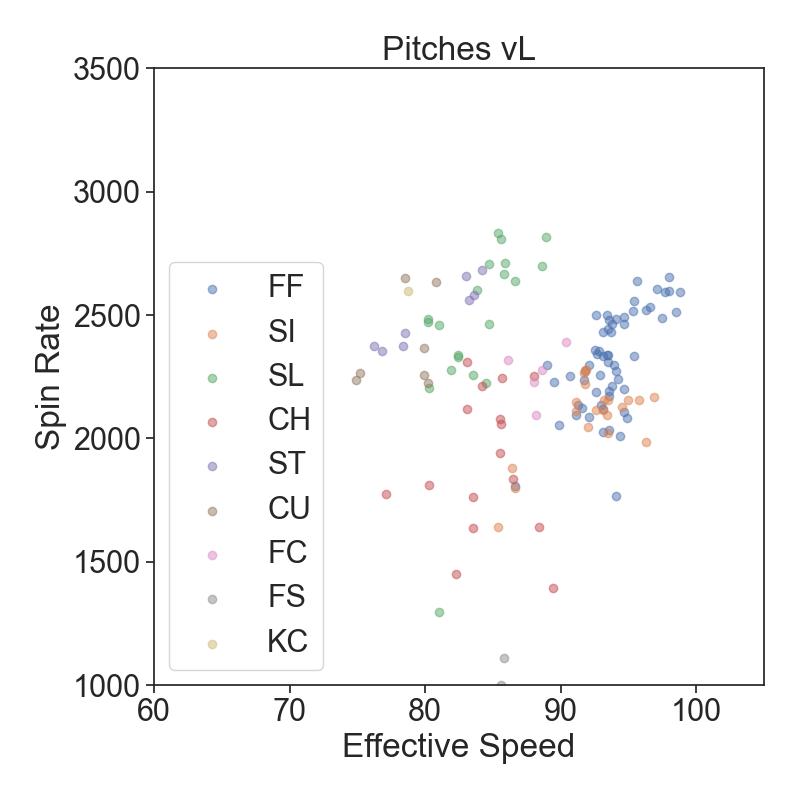 Pitches vL
3500
3000
2500
2000
1500
1000
Spin Rate
FF
SI
SL
CH
ST
CU
FC
FS
KC
60 70 80 90 100
Effective Speed